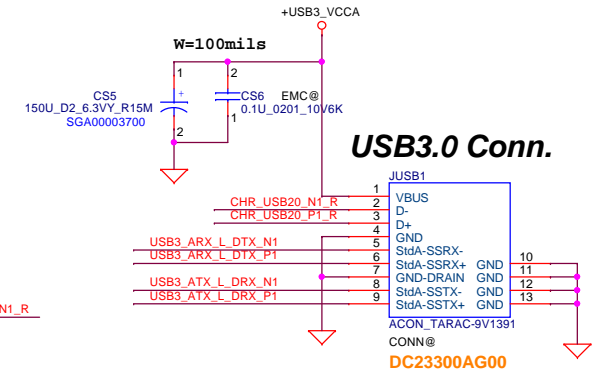 +USB3_VCCA
W=100mils
1
2
+
CS5
150U_D2_6.3VY_R15M
SGA00003700
2
CS6
EMC@
0.1U_0201_10V6K
1
USB3.0 Conn.
JUSB1
1 VBUS
CHR_USB20_N1_R 2 D-
CHR_USB20_P1_R 3 D+
4 GND
USB3_ARX_L_DTX_N1 5 StdA-SSRX-
USB3_ARX_L_DTX_P1 6 StdA-SSRX+ GND 10
7 GND-DRAIN GND 11
USB3_ATX_L_DRX_N1 8 StdA-SSTX- GND 12
USB3_ATX_L_DRX_P1 9 StdA-SSTX+ GND 13
N1_R
ACON_TARAC-9V1391
CONN@
DC23300AG00